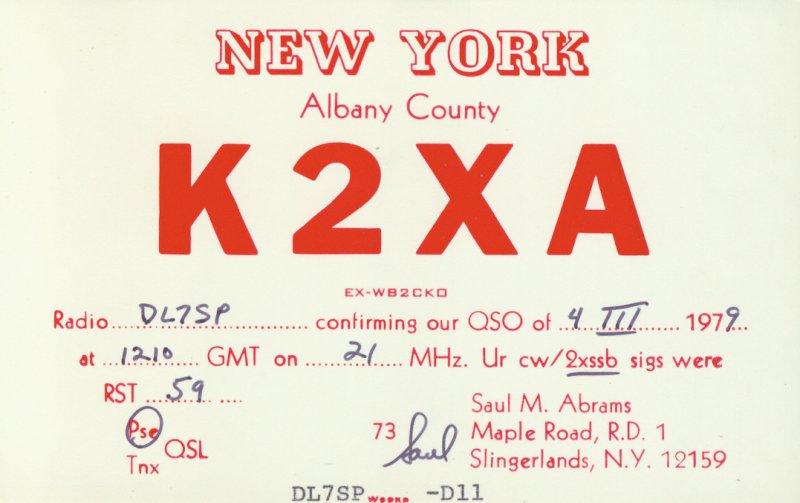 NEW YORK
Albany County
K2XA
EX-WB2CKO
Radio DL7SP confirming our QSO of 4 III 1979
at 1210 GMT on 21 MHz. Ur cw/2xssb sigs were
RST 59
Pse QSL
Tnx
73 Saul
Saul M. Abrams
Maple Road, R.D. 1
Slingerlands, N.Y. 12159
DL7SP Works -D11